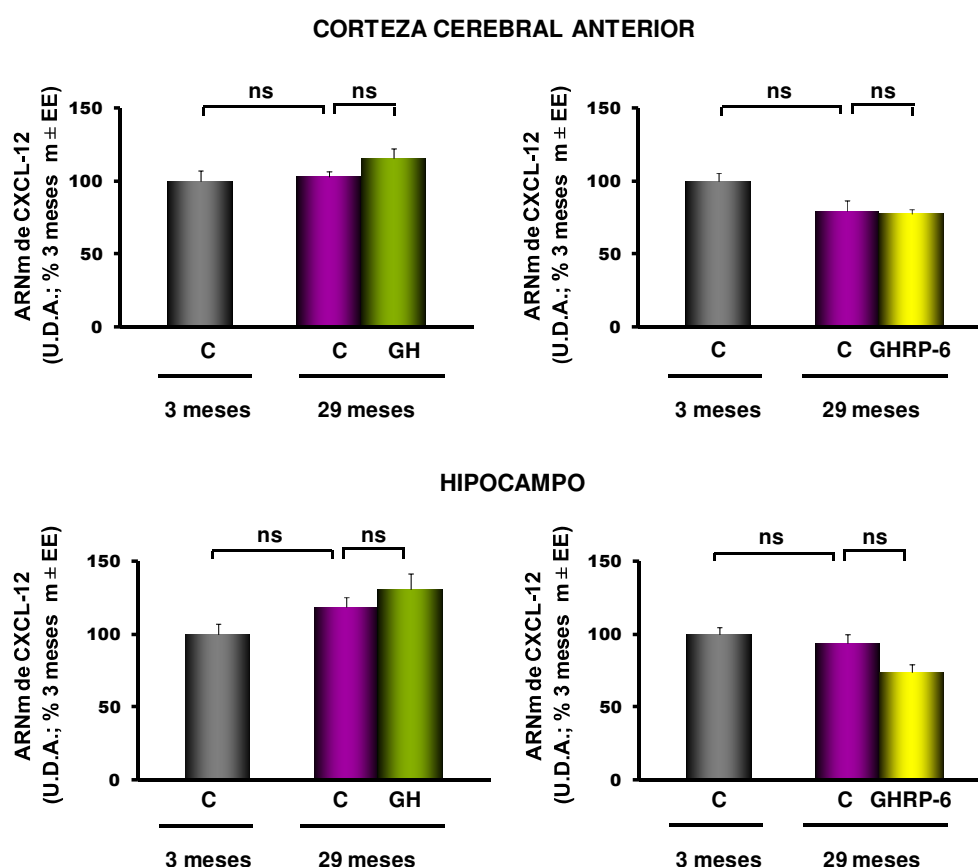 CORTEZA CEREBRAL ANTERIOR
ARNm de CXCL-12
(U.D.A.; % 3 meses m ± EE)
150
100
50
0
ns
ns
C
C
GH
3 meses
29 meses
ARNm de CXCL-12
(U.D.A.; % 3 meses m ± EE)
150
100
50
0
ns
ns
C
C
GHRP-6
3 meses
29 meses
HIPOCAMPO
ARNm de CXCL-12
(U.D.A.; % 3 meses m ± EE)
150
100
50
0
ns
ns
C
C
GH
3 meses
29 meses
ARNm de CXCL-12
(U.D.A.; % 3 meses m ± EE)
150
100
50
0
ns
ns
C
C
GHRP-6
3 meses
29 meses